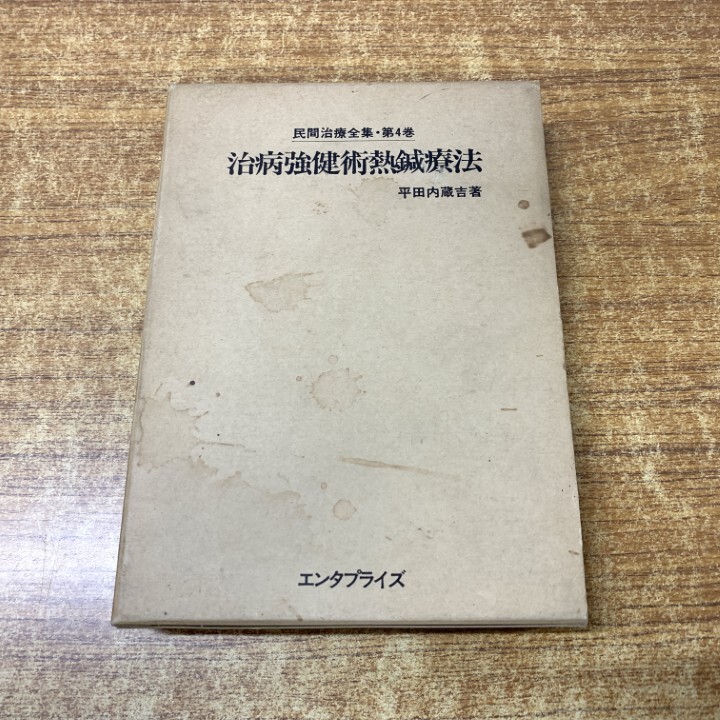 民間治療全集・第4巻
治病強健術熱鍼療法
平田内蔵吉著
エンタプライズ